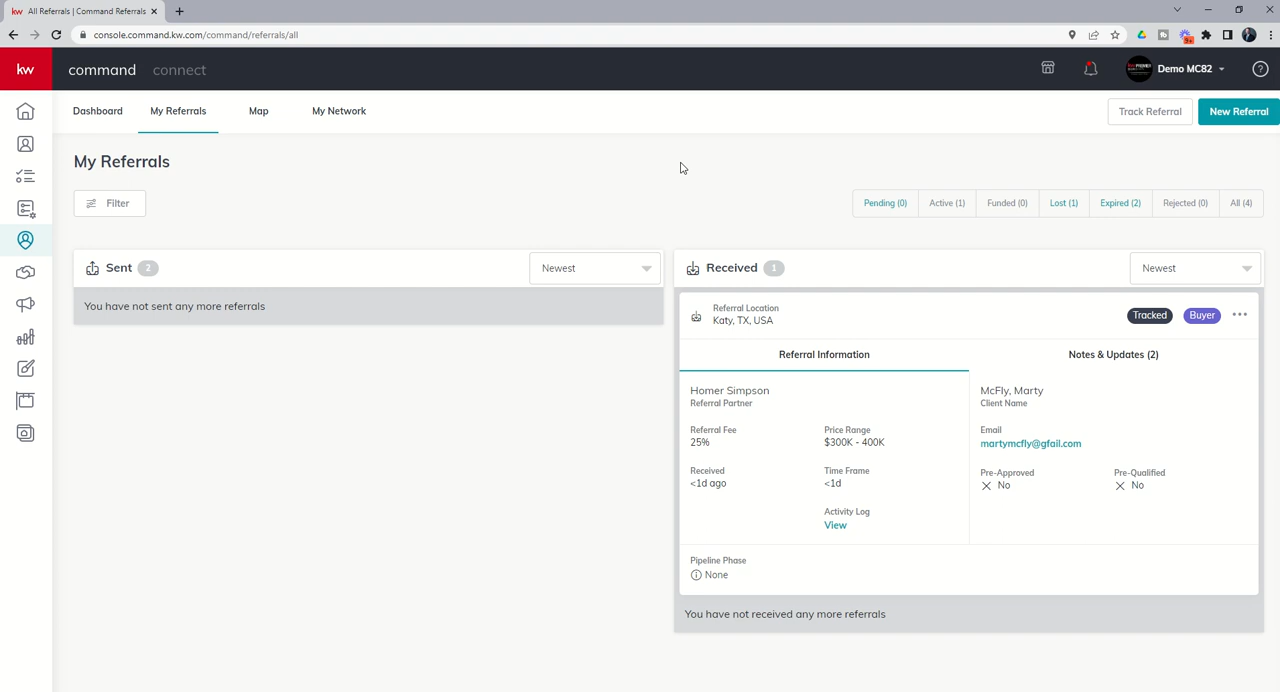 kw All Referrals | Command Referrals
console.command.kw.com/command/referrals/all
9+
kw command connect
Demo MC82
Dashboard My Referrals Map My Network Track Referral New Referral
My Referrals
Filter
Pending (0) Active (1) Funded (0) Lost (1) Expired (2) Rejected (0) All (4)
Sent 2 Newest
You have not sent any more referrals
Received 1 Newest
Referral Location
Katy, TX, USA
Tracked Buyer
Referral Information Notes & Updates (2)
Homer Simpson
Referral Partner
Referral Fee Price Range
25% $300K - 400K
Received Time Frame
<1d ago <1d
Activity Log
View
McFly, Marty
Client Name
Email
martymcfly@gfail.com
Pre-Approved Pre-Qualified
No No
Pipeline Phase
None
You have not received any more referrals